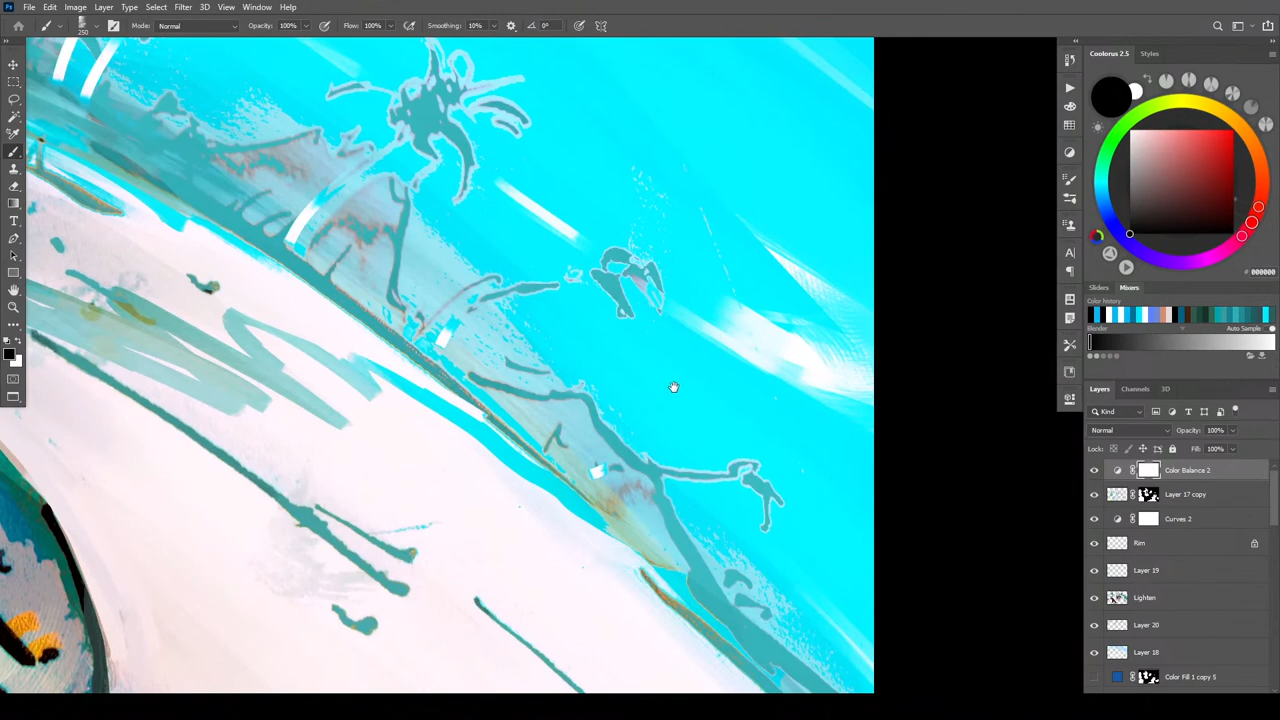 File Edit Image Layer Type Select Filter 3D View Window Help
250 Mode: Normal Opacity: 100% Flow: 100% Smoothing: 10% 0°
Coolorus 2.5 Styles
# 000000
Sliders Mixers
Color history
Blender Auto Sample
Layers Channels 3D
Kind
Normal Opacity: 100%
Lock: Fill: 100%
Color Balance 2
Layer 17 copy
Curves 2
Rim
Layer 19
Lighten
Layer 20
Layer 18
Color Fill 1 copy 5